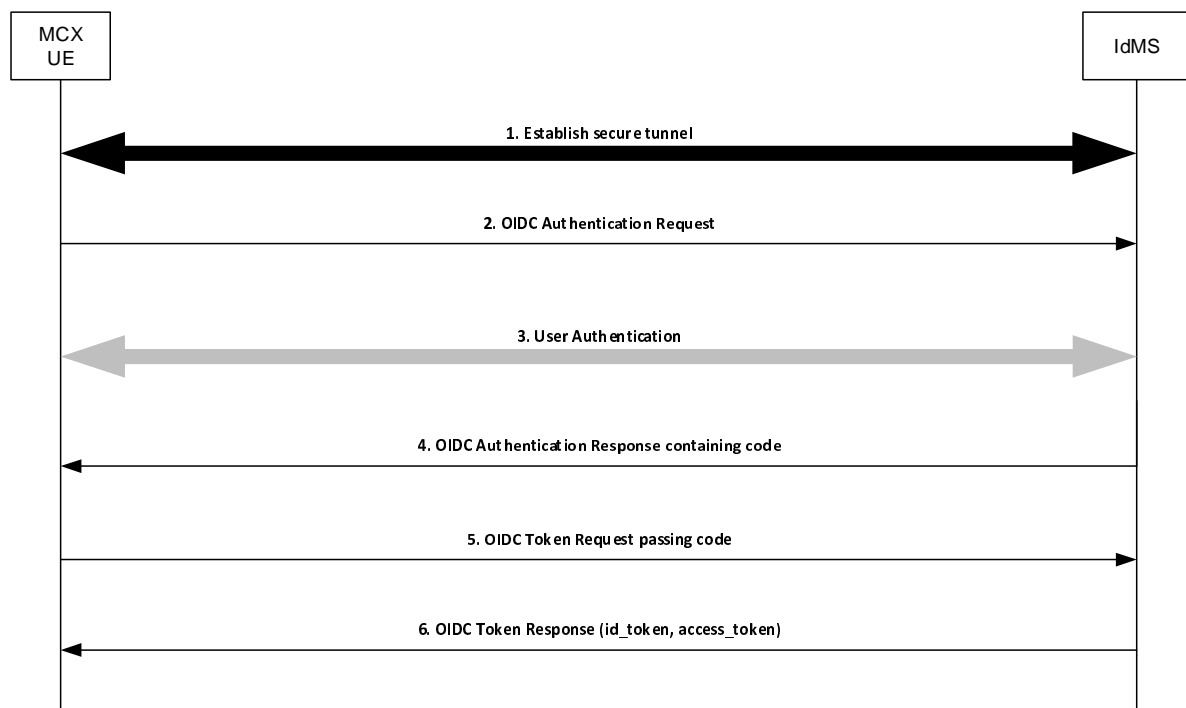 MCX
UE
IdMS
1. Establish secure tunnel
2. OIDC Authentication Request
3. User Authentication
4. OIDC Authentication Response containing code
5. OIDC Token Request passing code
6. OIDC Token Response (id_token, access_token)